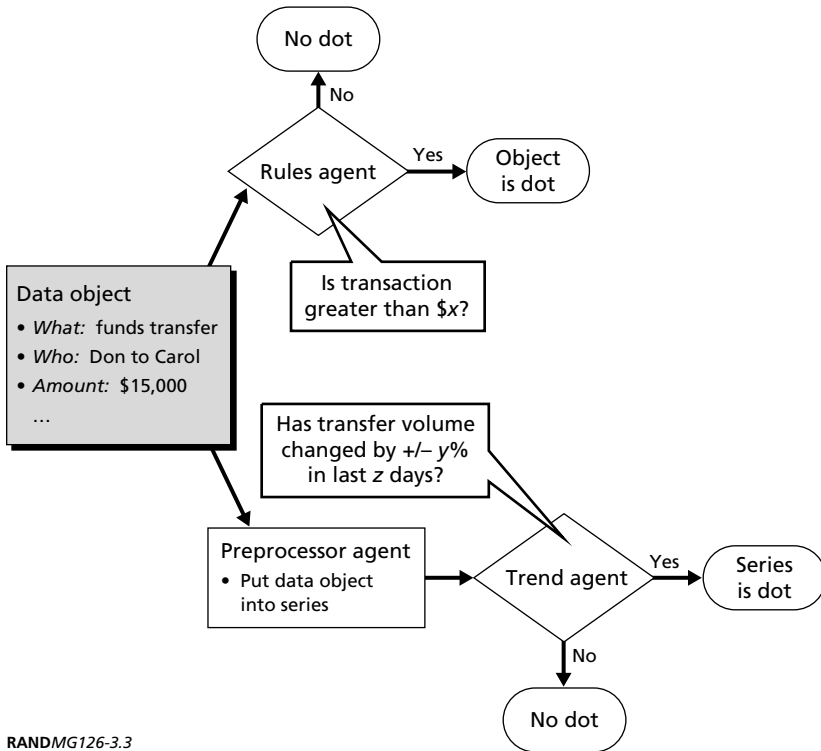 No dot
No
Rules agent
Yes
Object
is dot
Is transaction
greater than $x?
Data object
• What: funds transfer
• Who: Don to Carol
• Amount: $15,000
...
Has transfer volume
changed by +/– y%
in last z days?
Preprocessor agent
• Put data object
into series
Trend agent
Yes
Series
is dot
No
No dot
RANDMG126-3.3